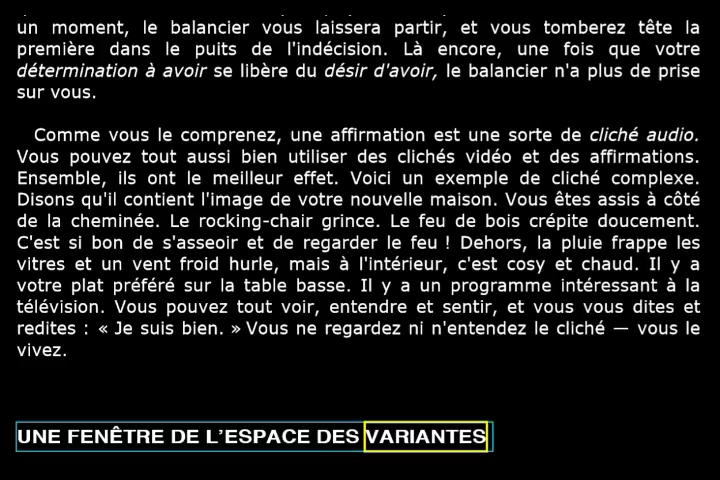 un moment, le balancier vous laissera partir, et vous tomberez tête la
première dans le puits de l'indécision. Là encore, une fois que votre
détermination à avoir se libère du désir d'avoir, le balancier n'a plus de prise
sur vous.
Comme vous le comprenez, une affirmation est une sorte de cliché audio.
Vous pouvez tout aussi bien utiliser des clichés vidéo et des affirmations.
Ensemble, ils ont le meilleur effet. Voici un exemple de cliché complexe.
Disons qu'il contient l'image de votre nouvelle maison. Vous êtes assis à côté
de la cheminée. Le rocking-chair grince. Le feu de bois crépite doucement.
C'est si bon de s'asseoir et de regarder le feu ! Dehors, la pluie frappe les
vitres et un vent froid hurle, mais à l'intérieur, c'est cosy et chaud. Il y a
votre plat préféré sur la table basse. Il y a un programme intéressant à la
télévision. Vous pouvez tout voir, entendre et sentir, et vous vous dites et
redites : « Je suis bien. » Vous ne regardez ni n'entendez le cliché — vous le
vivez.
UNE FENÊTRE DE L’ESPACE DES VARIANTES